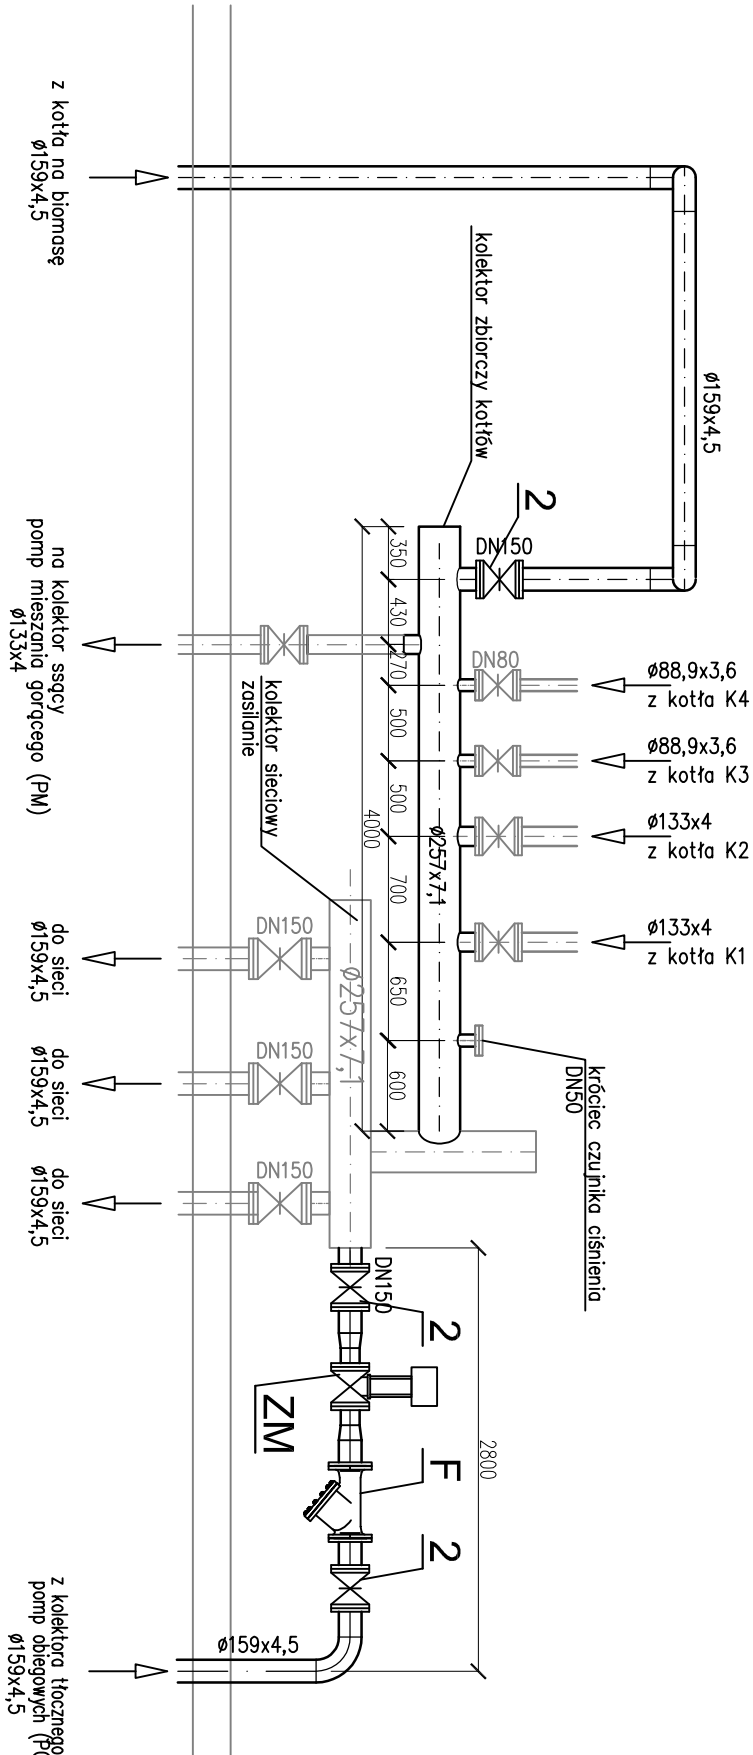 z kotła na biomasę
ø159x4,5
ø159x4,5
kolektor zbiorczy kotłów
2
DN150
350
430
270
500
500
700
650
600
4000
ø257x7,1
DN80
ø88,9x3,6
z kotła K4
ø88,9x3,6
z kotła K3
ø133x4
z kotła K2
ø133x4
z kotła K1
króciec czujnika ciśnienia
DN50
na kolektor ssący
pomp mieszania gorącego (PM)
ø133x4
kolektor sieciowy
zasilanie
ø257x7,1
DN150
do sieci
ø159x4,5
DN150
do sieci
ø159x4,5
DN150
do sieci
ø159x4,5
DN150
2
ZM
F
2
2800
ø159x4,5
z kolektora tłocznego
pomp obiegowych
ø159x4,5